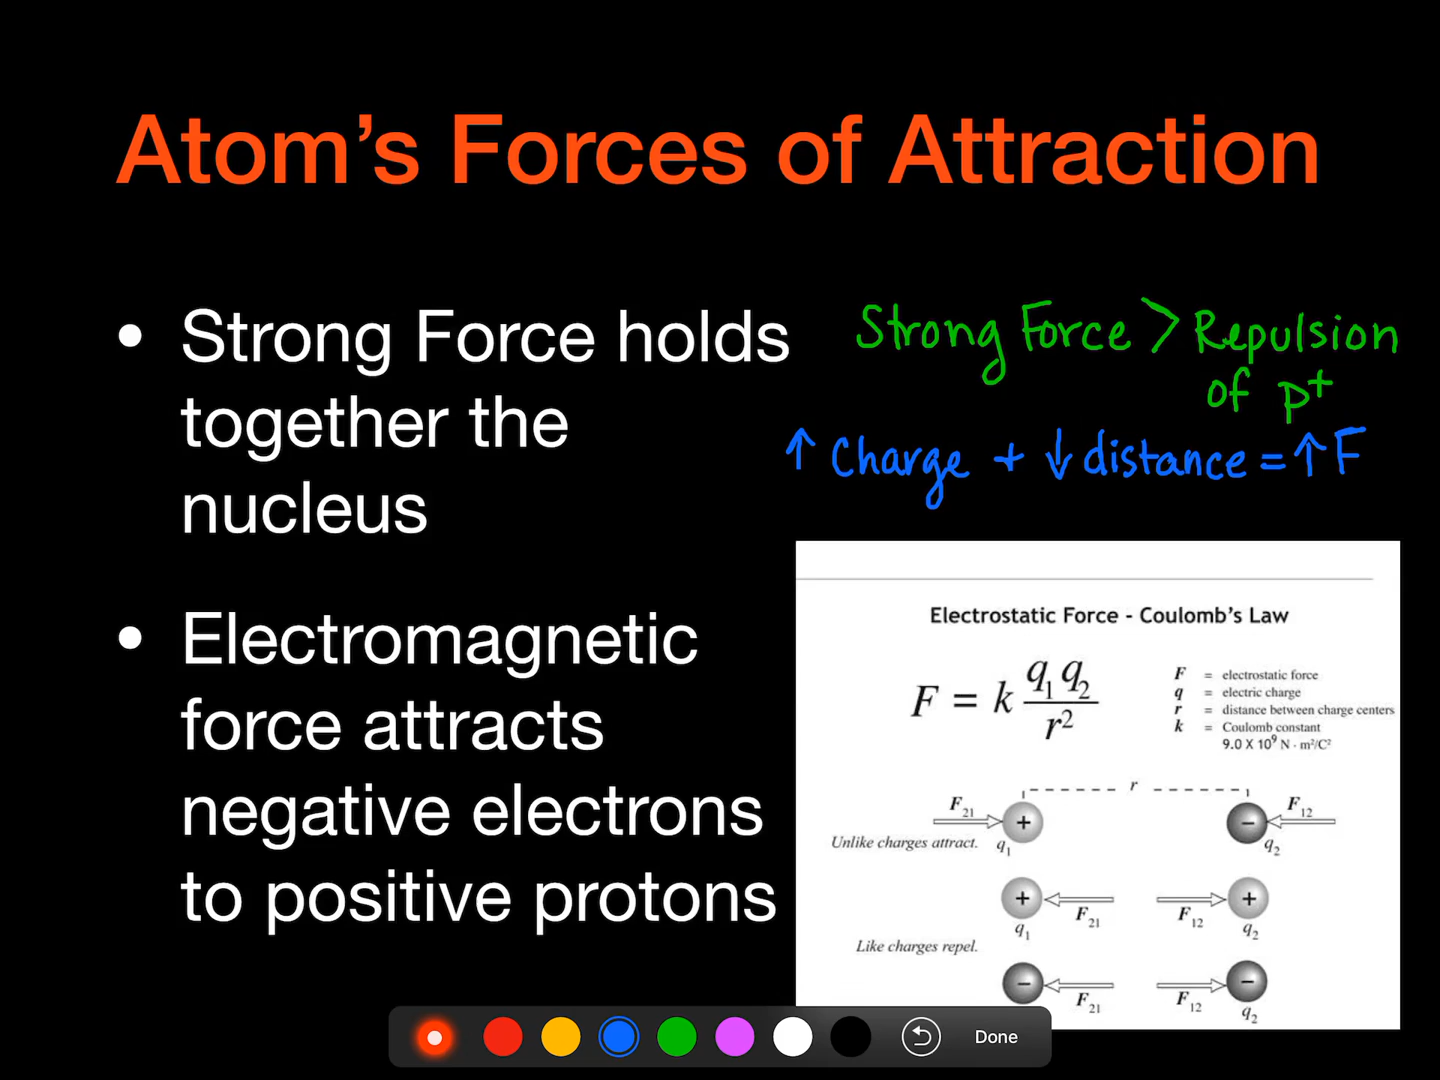 Atom’s Forces of Attraction
• Strong Force holds
together the
nucleus
• Electromagnetic
force attracts
negative electrons
to positive protons
Strong Force > Repulsion
of p⁺
↑ Charge + ↓ distance = ↑ F
Electrostatic Force - Coulomb's Law
F = k q₁ q₂ / r²
F = electrostatic force
q = electric charge
r = distance between charge centers
k = Coulomb constant
9.0 X 10⁹ N · m²/C²
r
F₂₁ + − F₁₂
Unlike charges attract. q₁ q₂
+ F₂₁ F₁₂ +
q₁ q₂
Like charges repel.
− F₂₁ F₁₂ −
q₂
Done